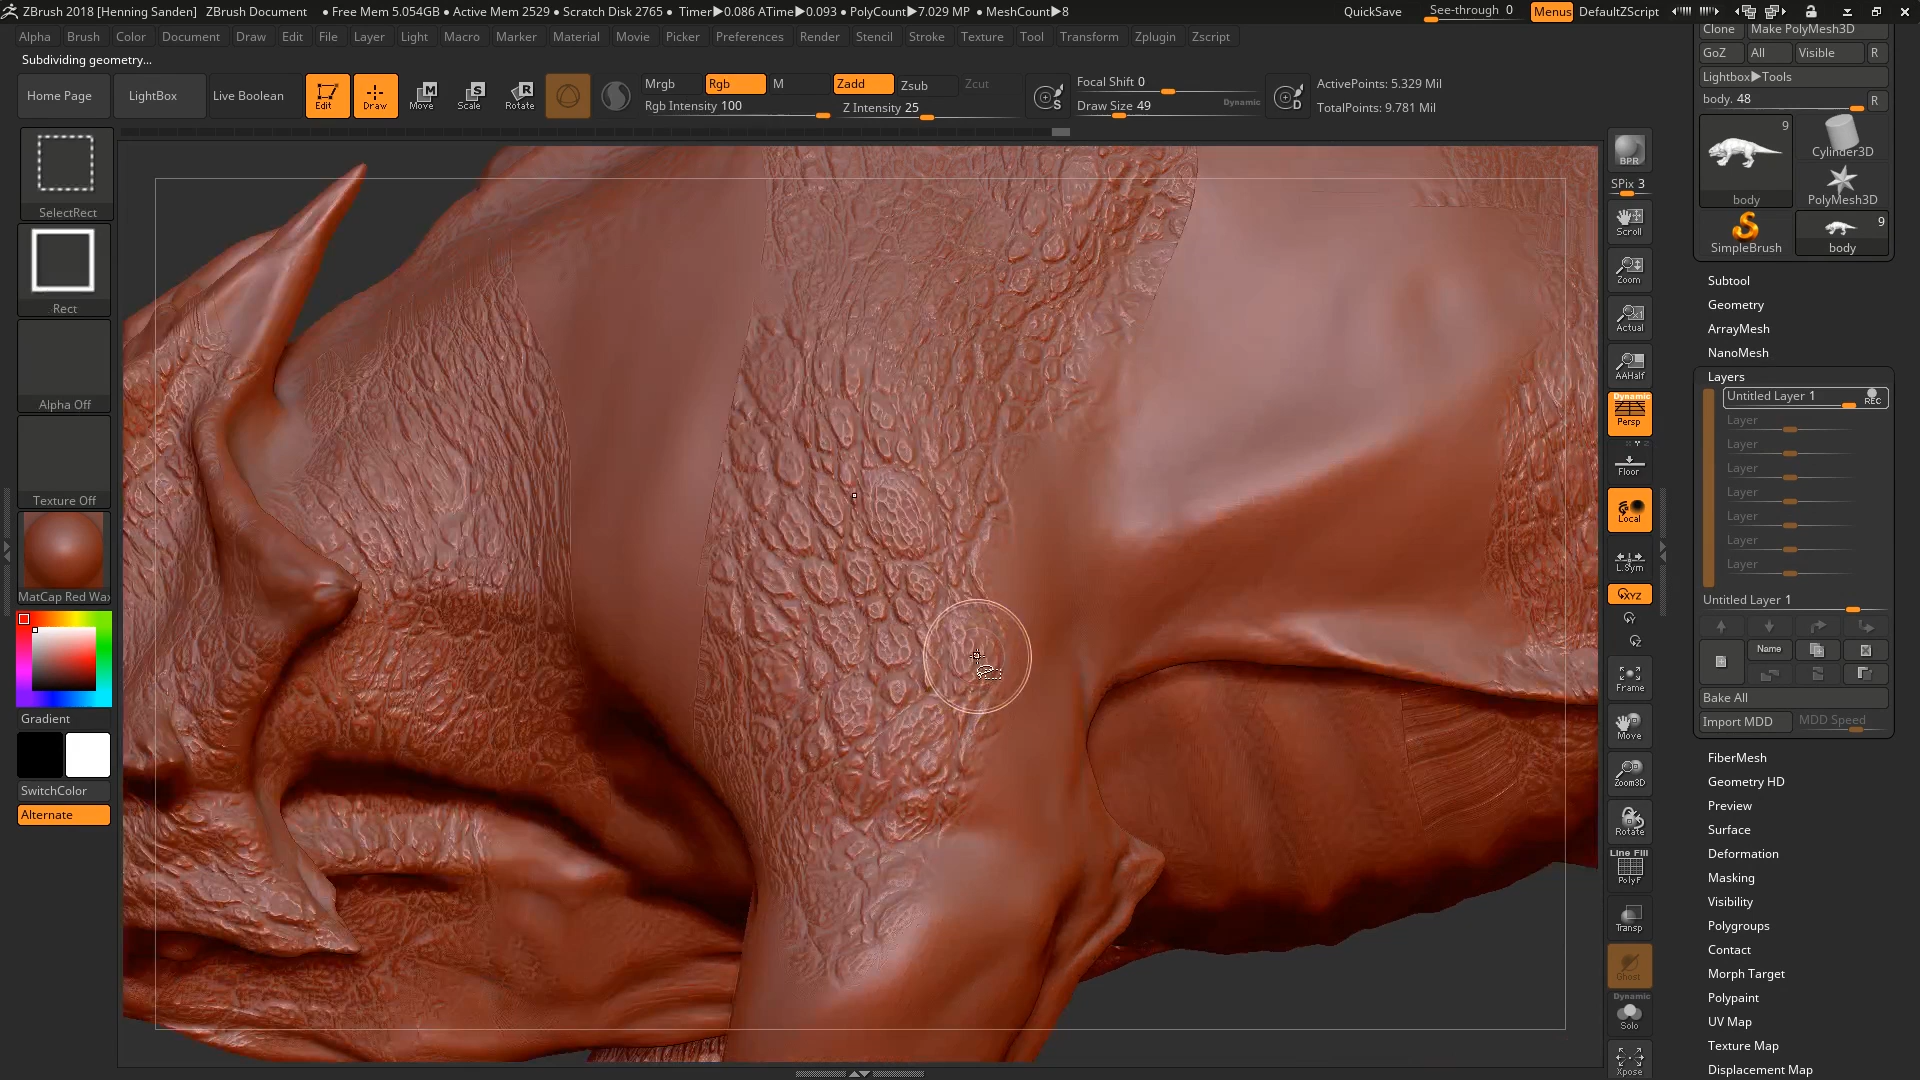 ZBrush 2018 [Henning Sanden] ZBrush Document • Free Mem 5.054GB • Active Mem 2529 • Scratch Disk 2765 • Timer▶0.086 ATime▶0.093 • PolyCount▶7.029 MP • MeshCount▶8 QuickSave See-through 0 Menus DefaultZScript
Alpha Brush Color Document Draw Edit File Layer Light Macro Marker Material Movie Picker Preferences Render Stencil Stroke Texture Tool Transform Zplugin Zscript
Subdividing geometry...
Home Page LightBox Live Boolean
Edit Draw Move Scale Rotate
M S R
Mrgb Rgb M Zadd Zsub Zcut
Rgb Intensity 100 Z Intensity 25
S
Focal Shift 0
Draw Size 49 Dynamic
D
ActivePoints: 5.329 Mil
TotalPoints: 9.781 Mil
SelectRect
Rect
Alpha Off
Texture Off
MatCap Red Wax
Gradient
SwitchColor
Alternate
BPR
SPix 3
Scroll
Zoom
Actual
AAHalf
Dynamic
Persp
Floor
Local
L.Sym
XYZ
Y
Z
Frame
Move
Zoom3D
Rotate
Line Fill
PolyF
Transp
Ghost
Dynamic
Solo
Xpose
Clone Make PolyMesh3D
GoZ All Visible R
Lightbox▶Tools
body. 48 R
9
body
Cylinder3D
PolyMesh3D
SimpleBrush
9
body
Subtool
Geometry
ArrayMesh
NanoMesh
Layers
Untitled Layer 1 REC
Layer
Layer
Layer
Layer
Layer
Layer
Layer
Untitled Layer 1
Name
Bake All
Import MDD MDD Speed
FiberMesh
Geometry HD
Preview
Surface
Deformation
Masking
Visibility
Polygroups
Contact
Morph Target
Polypaint
UV Map
Texture Map
Displacement Map